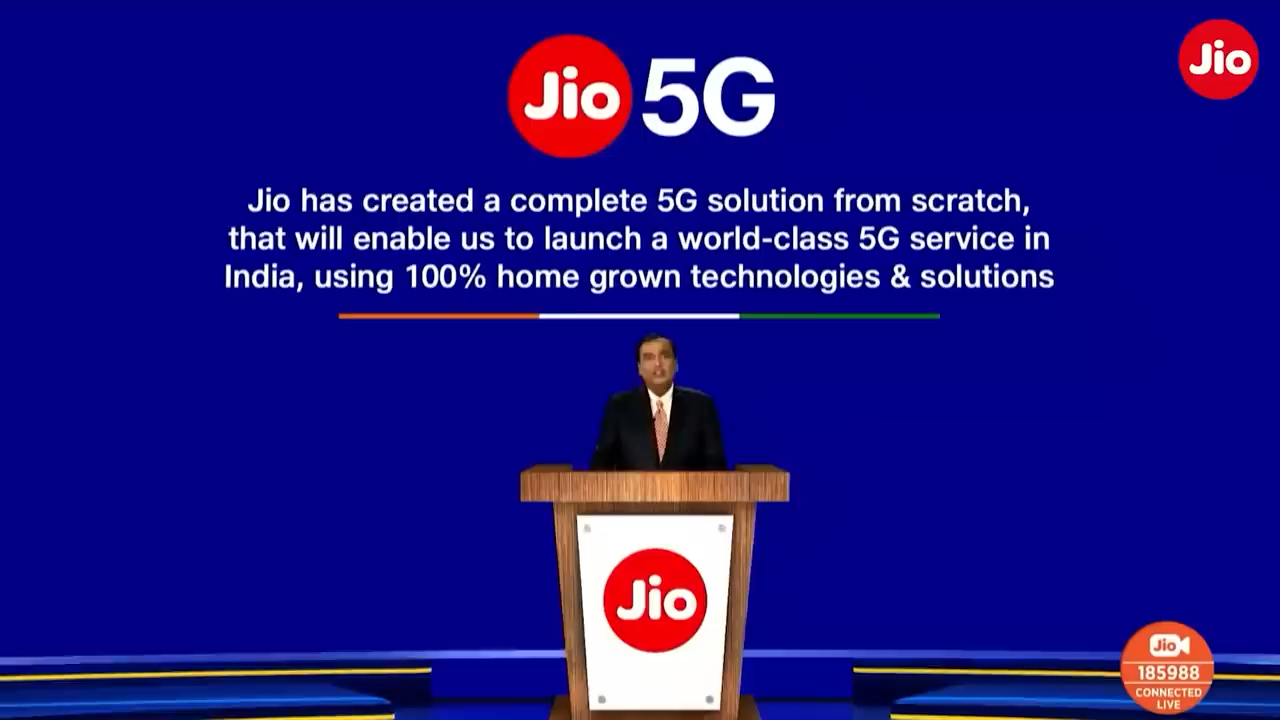 Jio 5G
Jio
Jio has created a complete 5G solution from scratch,
that will enable us to launch a world-class 5G service in
India, using 100% home grown technologies & solutions
Jio
Jio
185988
CONNECTED
LIVE